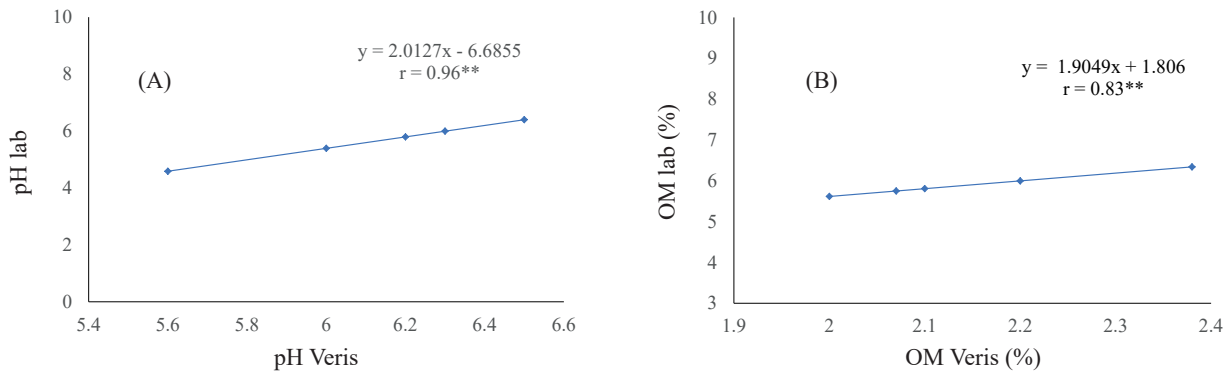 (A)
y = 2.0127x - 6.6855
r = 0.96**
pH lab
10
8
6
4
2
0
5.4 5.6 5.8 6 6.2 6.4 6.6
pH Veris
(B)
y = 1.9049x + 1.806
r = 0.83**
OM lab (%)
10
9
8
7
6
5
4
3
1.9 2 2.1 2.2 2.3 2.4
OM Veris (%)